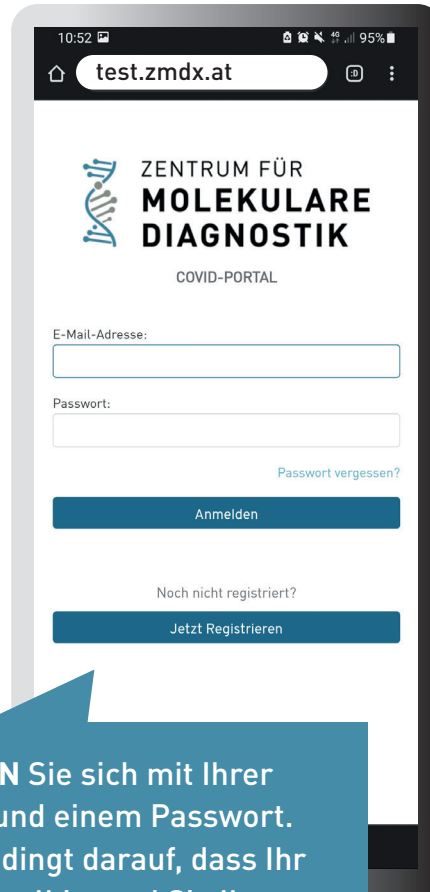 10:52
4G
95%
test.zmdx.at
:D
ZENTRUM FÜR
MOLEKULARE
DIAGNOSTIK
COVID-PORTAL
E-Mail-Adresse:
Passwort:
Passwort vergessen?
Anmelden
Noch nicht registriert?
Jetzt Registrieren
N Sie sich mit Ihrer
und einem Passwort.
dingt darauf, dass Ihr